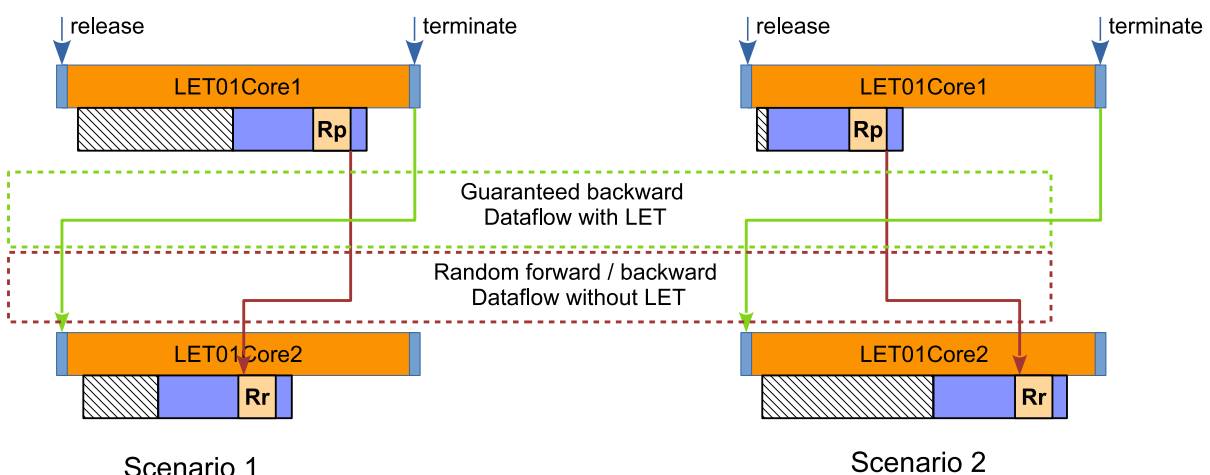 release
terminate
release
terminate
LET01Core1
LET01Core1
Rp
Rp
Guaranteed backward
Dataflow with LET
Random forward / backward
Dataflow without LET
LET01Core2
LET01Core2
Rr
Rr
Scenario 1
Scenario 2